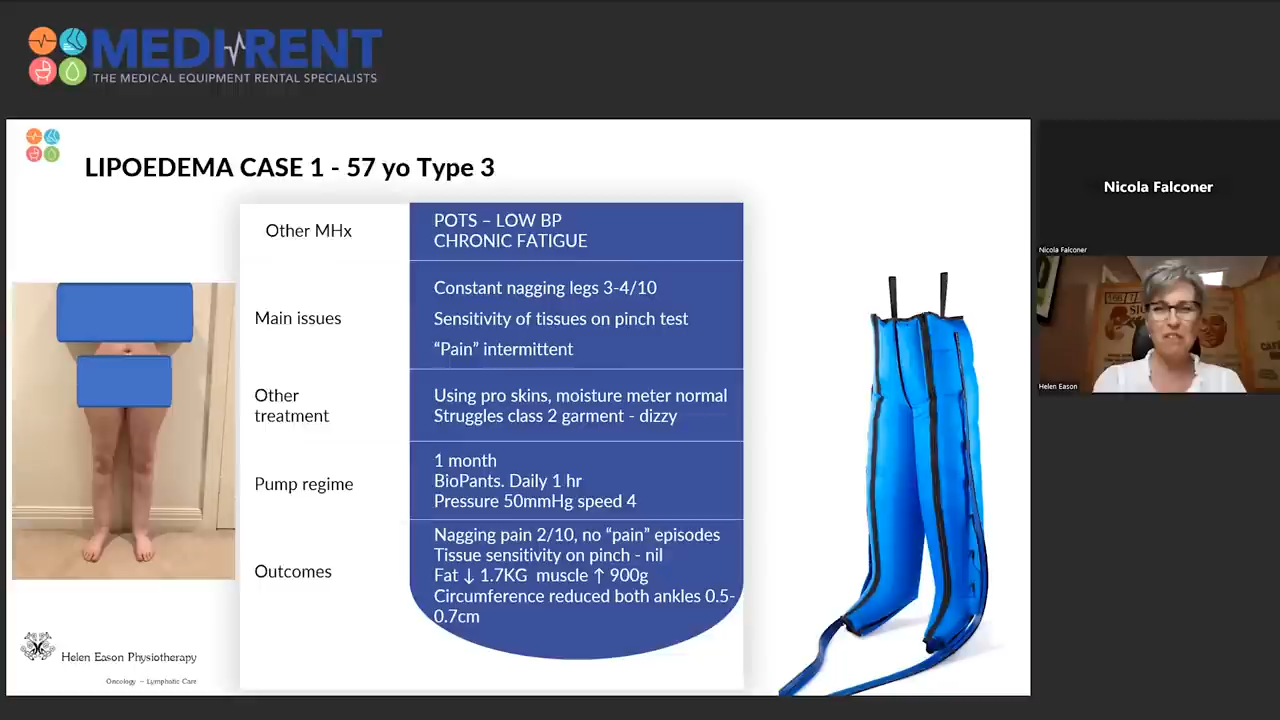 MEDI RENT
THE MEDICAL EQUIPMENT RENTAL SPECIALISTS
LIPOEDEMA CASE 1 - 57 yo Type 3
Other MHx
POTS – LOW BP
CHRONIC FATIGUE
Main issues
Constant nagging legs 3-4/10
Sensitivity of tissues on pinch test
“Pain” intermittent
Other
treatment
Using pro skins, moisture meter normal
Struggles class 2 garment - dizzy
Pump regime
1 month
BioPants. Daily 1 hr
Pressure 50mmHg speed 4
Outcomes
Nagging pain 2/10, no “pain” episodes
Tissue sensitivity on pinch - nil
Fat ↓ 1.7KG muscle ↑ 900g
Circumference reduced both ankles 0.5-
0.7cm
Helen Eason Physiotherapy
Oncology – Lymphatic Care
Nicola Falconer
Nicola Falconer
Helen Eason